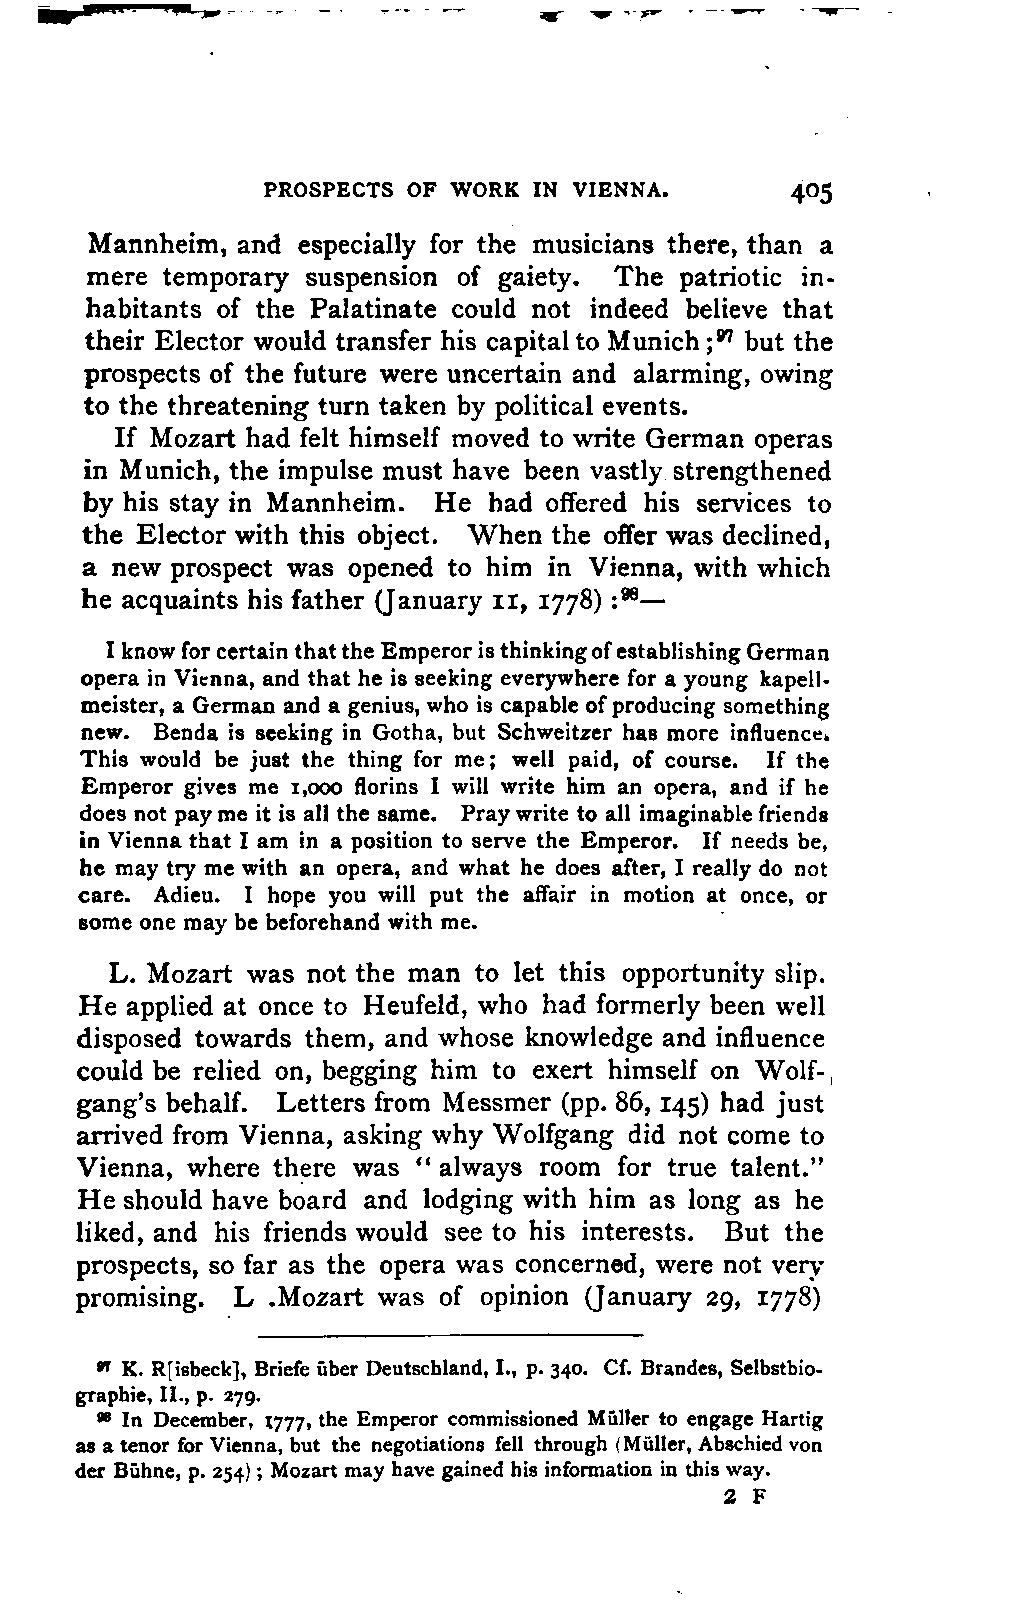 PROSPECTS OF WORK IN VIENNA. 405
Mannheim, and especially for the musicians there, than a
mere temporary suspension of gaiety. The patriotic in-
habitants of the Palatinate could not indeed believe that
their Elector would transfer his capital to Munich ;97 but the
prospects of the future were uncertain and alarming, owing
to the threatening turn taken by political events.
If Mozart had felt himself moved to write German operas
in Munich, the impulse must have been vastly strengthened
by his stay in Mannheim. He had offered his services to
the Elector with this object. When the offer was declined,
a new prospect was opened to him in Vienna, with which
he acquaints his father (January 11, 1778) :98—
I know for certain that the Emperor is thinking of establishing German
opera in Vienna, and that he is seeking everywhere for a young kapell-
meister, a German and a genius, who is capable of producing something
new. Benda is seeking in Gotha, but Schweitzer has more influence.
This would be just the thing for me; well paid, of course. If the
Emperor gives me 1,000 florins I will write him an opera, and if he
does not pay me it is all the same. Pray write to all imaginable friends
in Vienna that I am in a position to serve the Emperor. If needs be,
he may try me with an opera, and what he does after, I really do not
care. Adieu. I hope you will put the affair in motion at once, or
some one may be beforehand with me.
L. Mozart was not the man to let this opportunity slip.
He applied at once to Heufeld, who had formerly been well
disposed towards them, and whose knowledge and influence
could be relied on, begging him to exert himself on Wolf-
gang's behalf. Letters from Messmer (pp. 86, 145) had just
arrived from Vienna, asking why Wolfgang did not come to
Vienna, where there was "always room for true talent."
He should have board and lodging with him as long as he
liked, and his friends would see to his interests. But the
prospects, so far as the opera was concerned, were not very
promising. L .Mozart was of opinion (January 29, 1778)
97 K. R[isbeck], Briefe über Deutschland, I., p. 340. Cf. Brandes, Selbstbio-
graphie, II., p. 279.
98 In December, 1777, the Emperor commissioned Müller to engage Hartig
as a tenor for Vienna, but the negotiations fell through (Müller, Abschied von
der Bühne, p. 254) ; Mozart may have gained his information in this way.
2 F